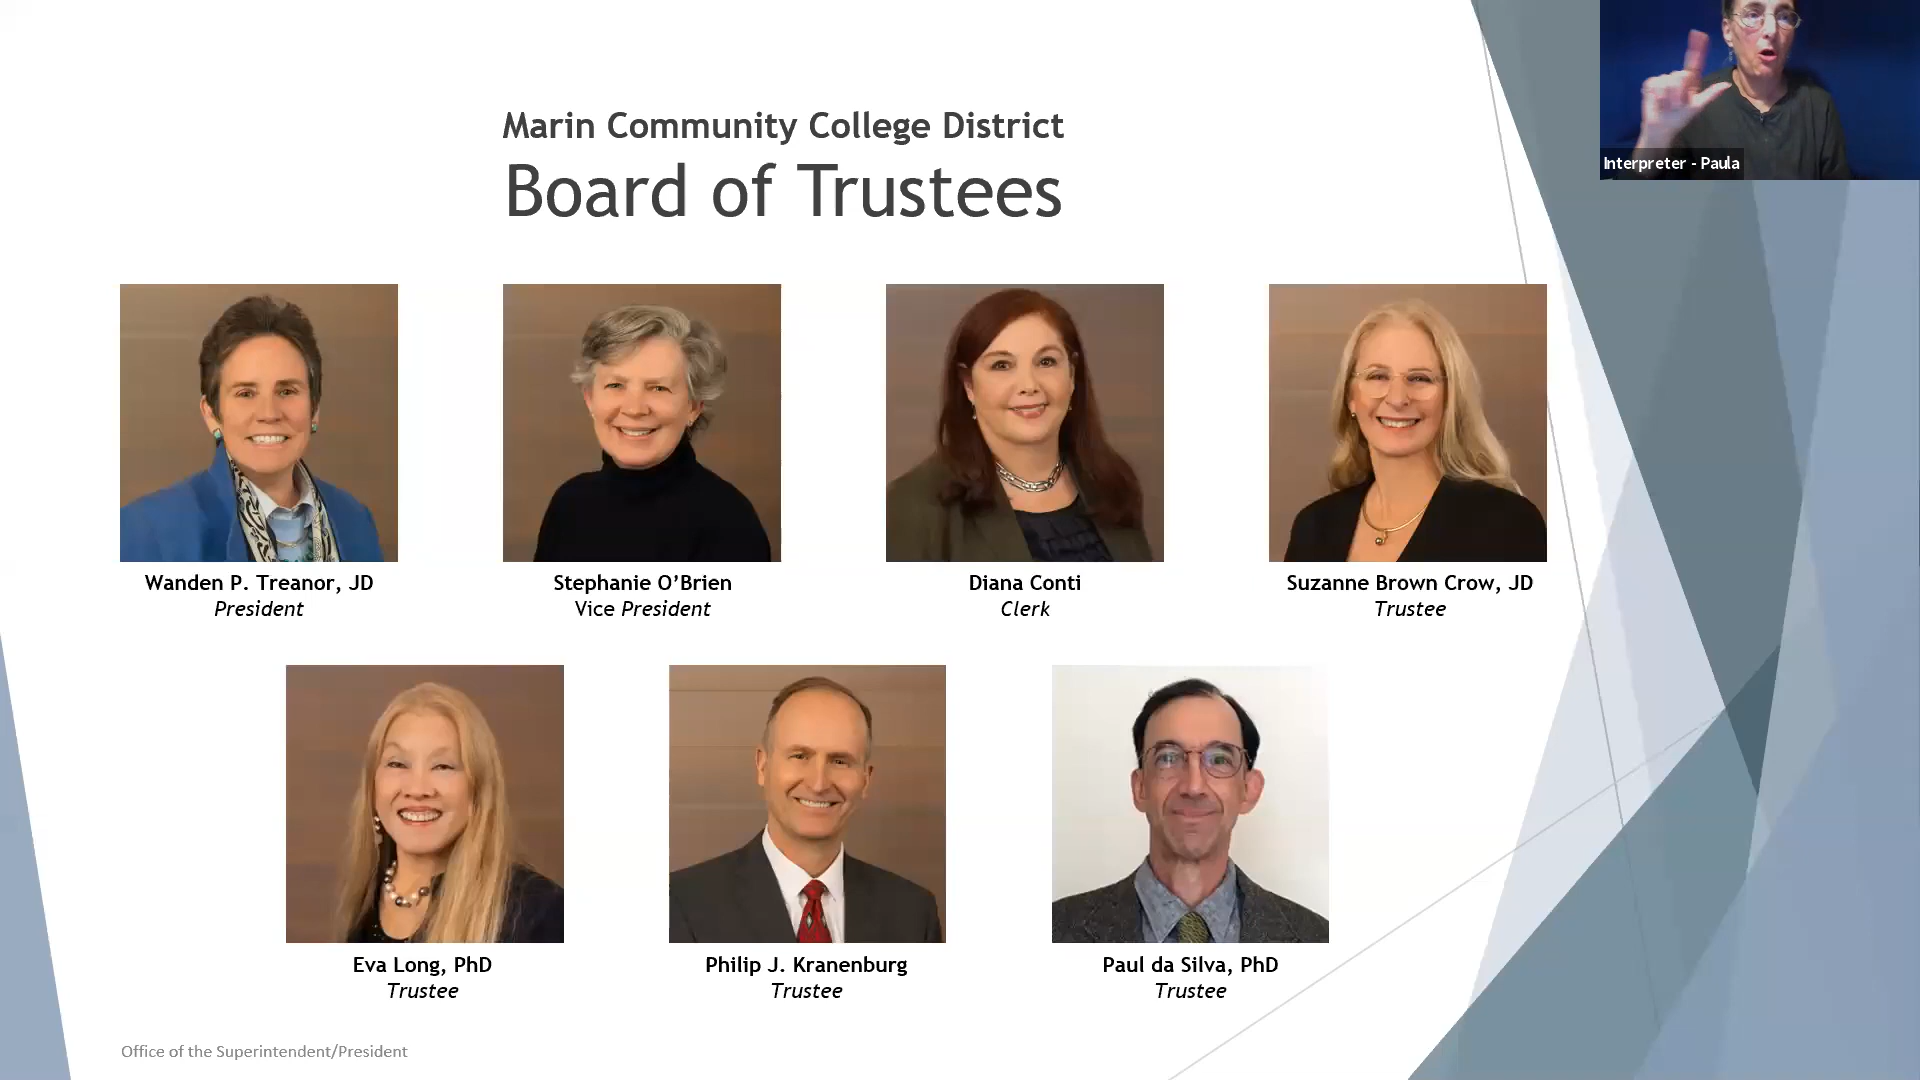 Marin Community College District
Board of Trustees
Interpreter - Paula
Wanden P. Treanor, JD
President
Stephanie O’Brien
Vice President
Diana Conti
Clerk
Suzanne Brown Crow, JD
Trustee
Eva Long, PhD
Trustee
Philip J. Kranenburg
Trustee
Paul da Silva, PhD
Trustee
Office of the Superintendent/President